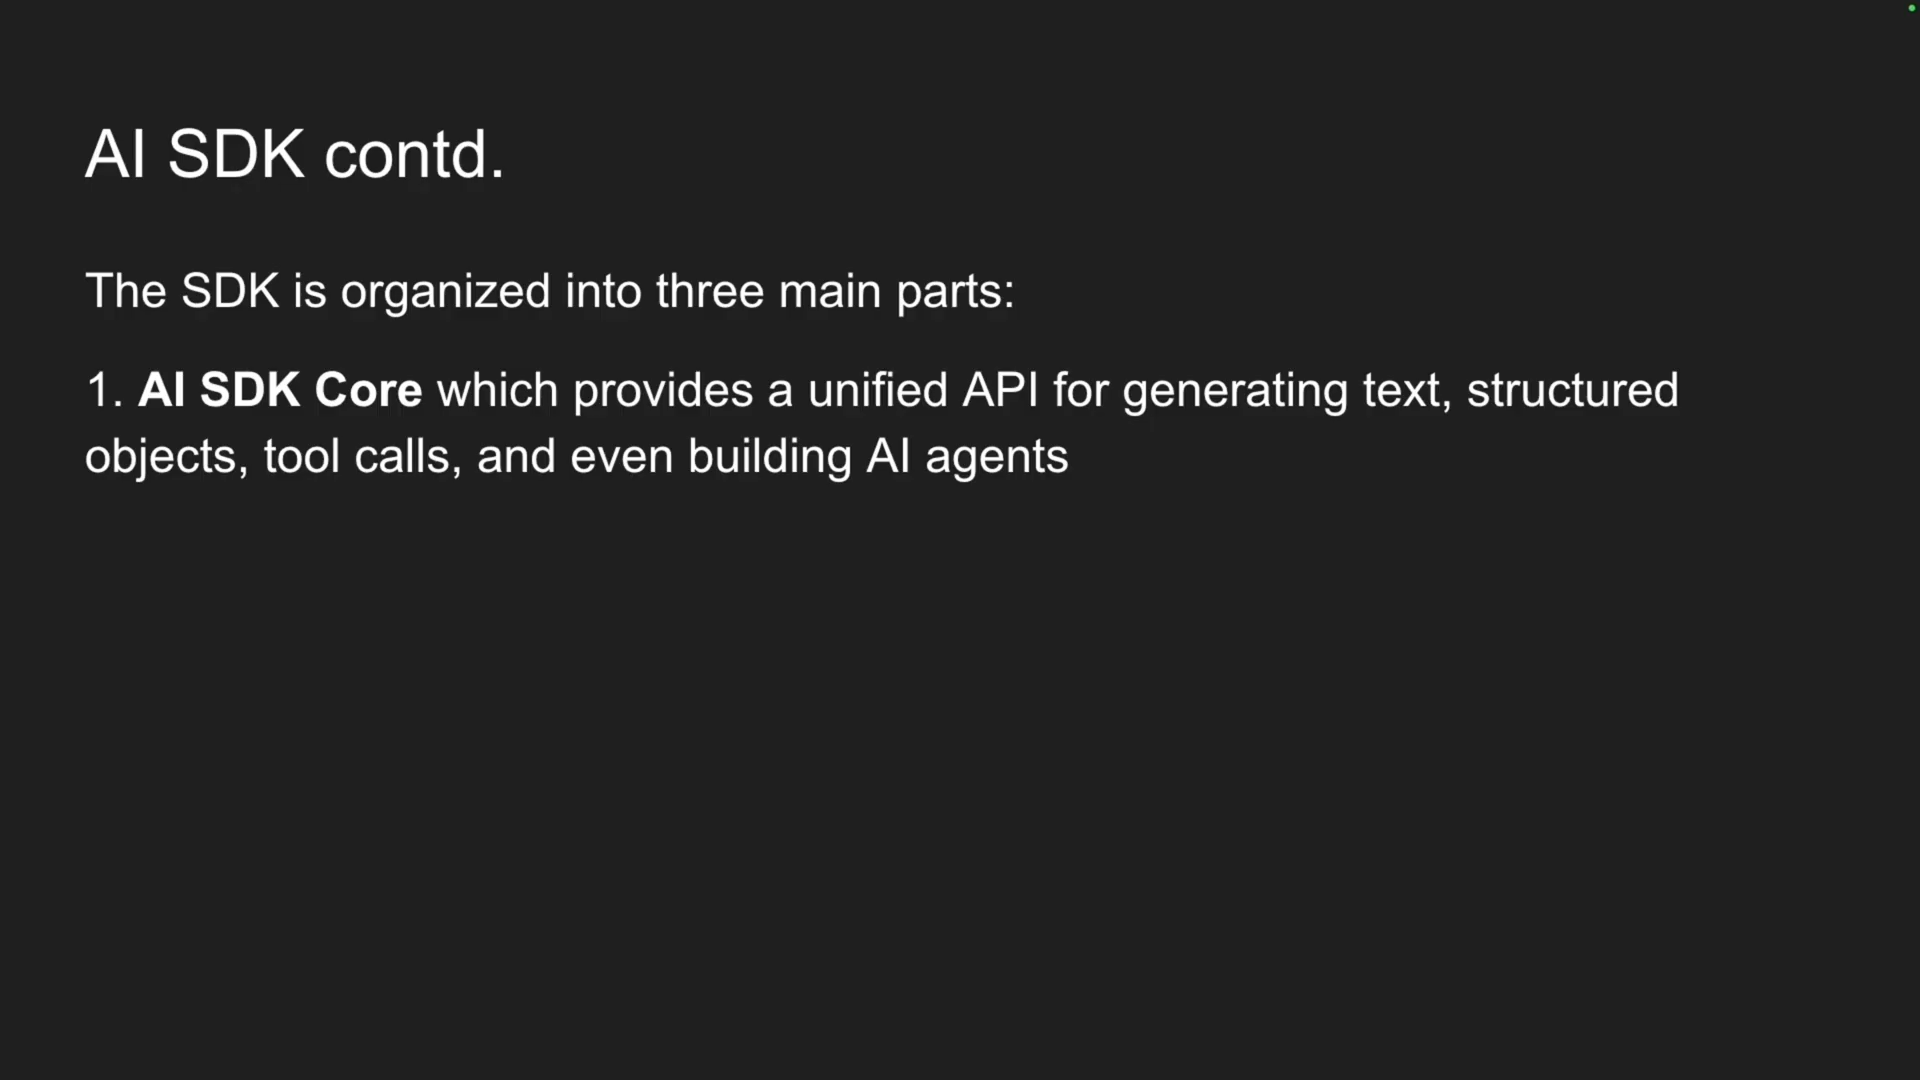 AI SDK contd.
The SDK is organized into three main parts:
1. AI SDK Core which provides a unified API for generating text, structured
objects, tool calls, and even building AI agents